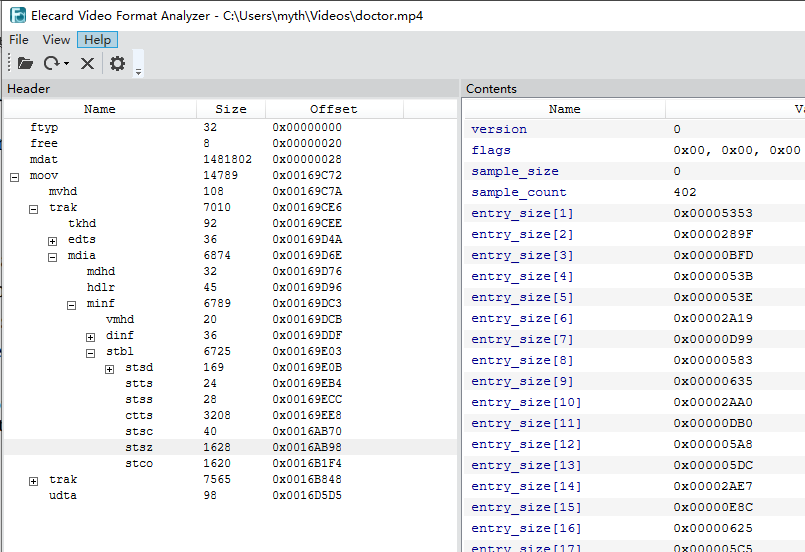 Elecard Video Format Analyzer - C:\Users\myth\Videos\doctor.mp4
File View Help
Header
Name Size Offset
ftyp 32 0x00000000
free 8 0x00000020
mdat 1481802 0x00000028
moov 14789 0x00169C72
mvhd 108 0x00169C7A
trak 7010 0x00169CE6
tkhd 92 0x00169CEE
edts 36 0x00169D4A
mdia 6874 0x00169D6E
mdhd 32 0x00169D76
hdlr 45 0x00169D96
minf 6789 0x00169DC3
vmhd 20 0x00169DCB
dinf 36 0x00169DDF
stbl 6725 0x00169E03
stsd 169 0x00169E0B
stts 24 0x00169EB4
stss 28 0x00169ECC
ctts 3208 0x00169EE8
stsc 40 0x0016AB70
stsz 1628 0x0016AB98
stco 1620 0x0016B1F4
trak 7565 0x0016B848
udta 98 0x0016D5D5
Contents
Name
version 0
flags 0x00, 0x00, 0x00
sample_size 0
sample_count 402
entry_size[1] 0x00005353
entry_size[2] 0x0000289F
entry_size[3] 0x00000BFD
entry_size[4] 0x0000053B
entry_size[5] 0x0000053E
entry_size[6] 0x00002A19
entry_size[7] 0x00000D99
entry_size[8] 0x00000583
entry_size[9] 0x00000635
entry_size[10] 0x00002AA0
entry_size[11] 0x00000DB0
entry_size[12] 0x000005A8
entry_size[13] 0x000005DC
entry_size[14] 0x00002AE7
entry_size[15] 0x00000E8C
entry_size[16] 0x00000625
entry_size[17] 0x000005C5